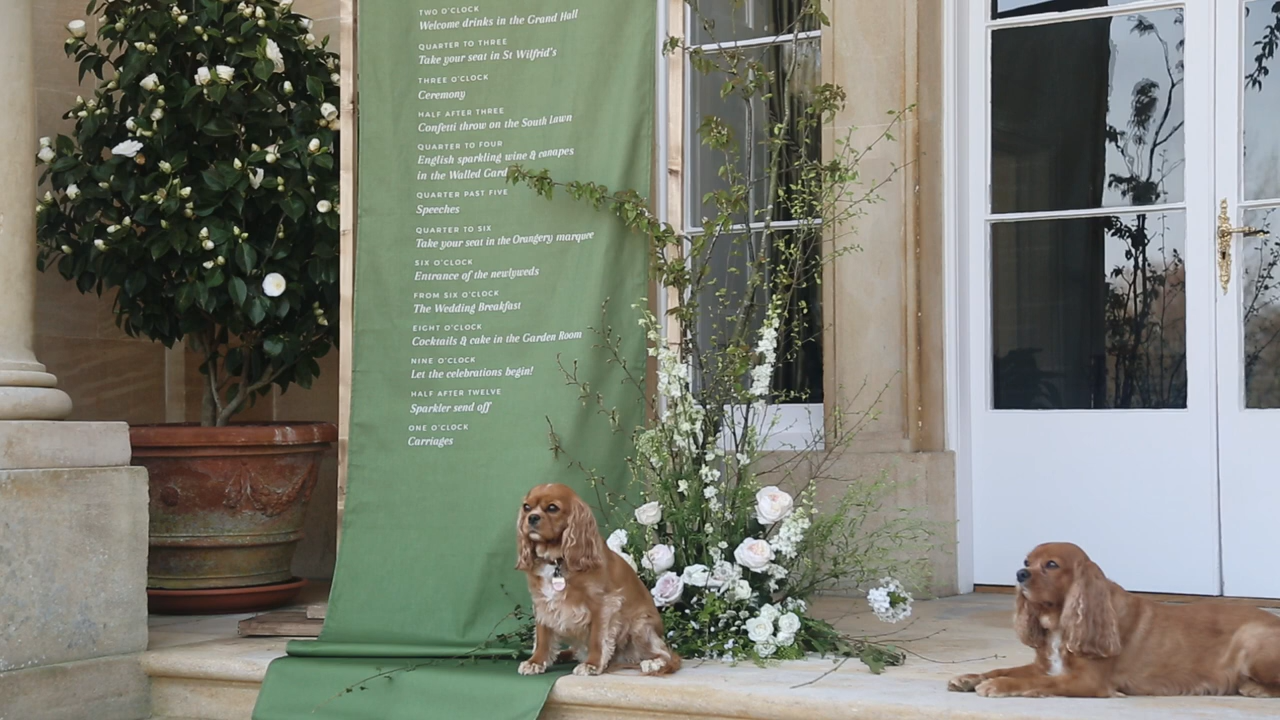 TWO O'CLOCK
Welcome drinks in the Grand Hall
QUARTER TO THREE
Take your seat in St Wilfrid's
THREE O'CLOCK
Ceremony
HALF AFTER THREE
Confetti throw on the South Lawn
QUARTER TO FOUR
English sparkling wine & canapes
in the Walled
QUARTER PAST FIVE
Speeches
QUARTER TO SIX
Take your seat in the Orangery marquee
SIX O'CLOCK
Entrance of the newlyweds
FROM SIX O'CLOCK
The Wedding Breakfast
EIGHT O'CLOCK
Cocktails & cake in the Garden Room
NINE O'CLOCK
Let the celebrations begin!
HALF AFTER TWELVE
Sparkler send off
ONE O'CLOCK
Carriages